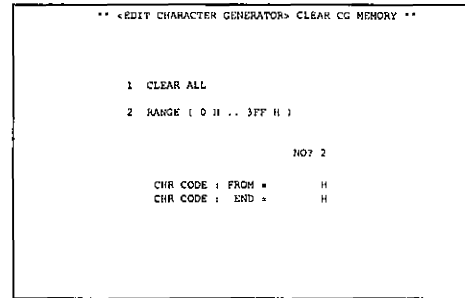 ** <EDIT CHARACTER GENERATOR> CLEAR CG MEMORY **
1 CLEAR ALL
2 RANGE ( 0 H .. 3FF H )
NO? 2
CHR CODE : FROM = H
CHR CODE : END = H